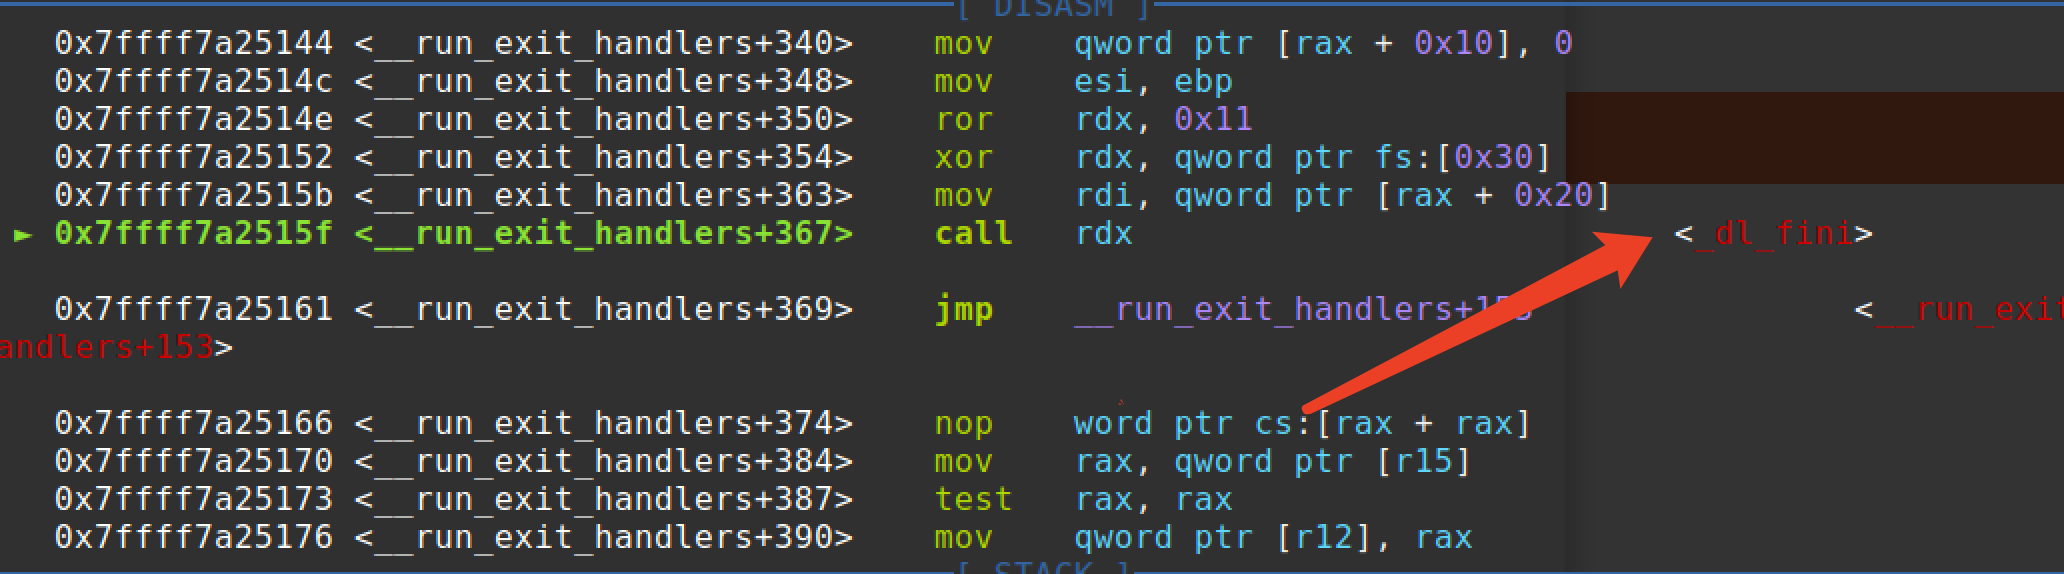 [ DISASM ]
0x7ffff7a25144 <__run_exit_handlers+340> mov qword ptr [rax + 0x10], 0
0x7ffff7a2514c <__run_exit_handlers+348> mov esi, ebp
0x7ffff7a2514e <__run_exit_handlers+350> ror rdx, 0x11
0x7ffff7a25152 <__run_exit_handlers+354> xor rdx, qword ptr fs:[0x30]
0x7ffff7a2515b <__run_exit_handlers+363> mov rdi, qword ptr [rax + 0x20]
► 0x7ffff7a2515f <__run_exit_handlers+367> call rdx <_dl_fini>
0x7ffff7a25161 <__run_exit_handlers+369> jmp __run_exit_handlers+153 <__run_exit
andlers+153>
0x7ffff7a25166 <__run_exit_handlers+374> nop word ptr cs:[rax + rax]
0x7ffff7a25170 <__run_exit_handlers+384> mov rax, qword ptr [r15]
0x7ffff7a25173 <__run_exit_handlers+387> test rax, rax
0x7ffff7a25176 <__run_exit_handlers+390> mov qword ptr [r12], rax
[ STACK ]